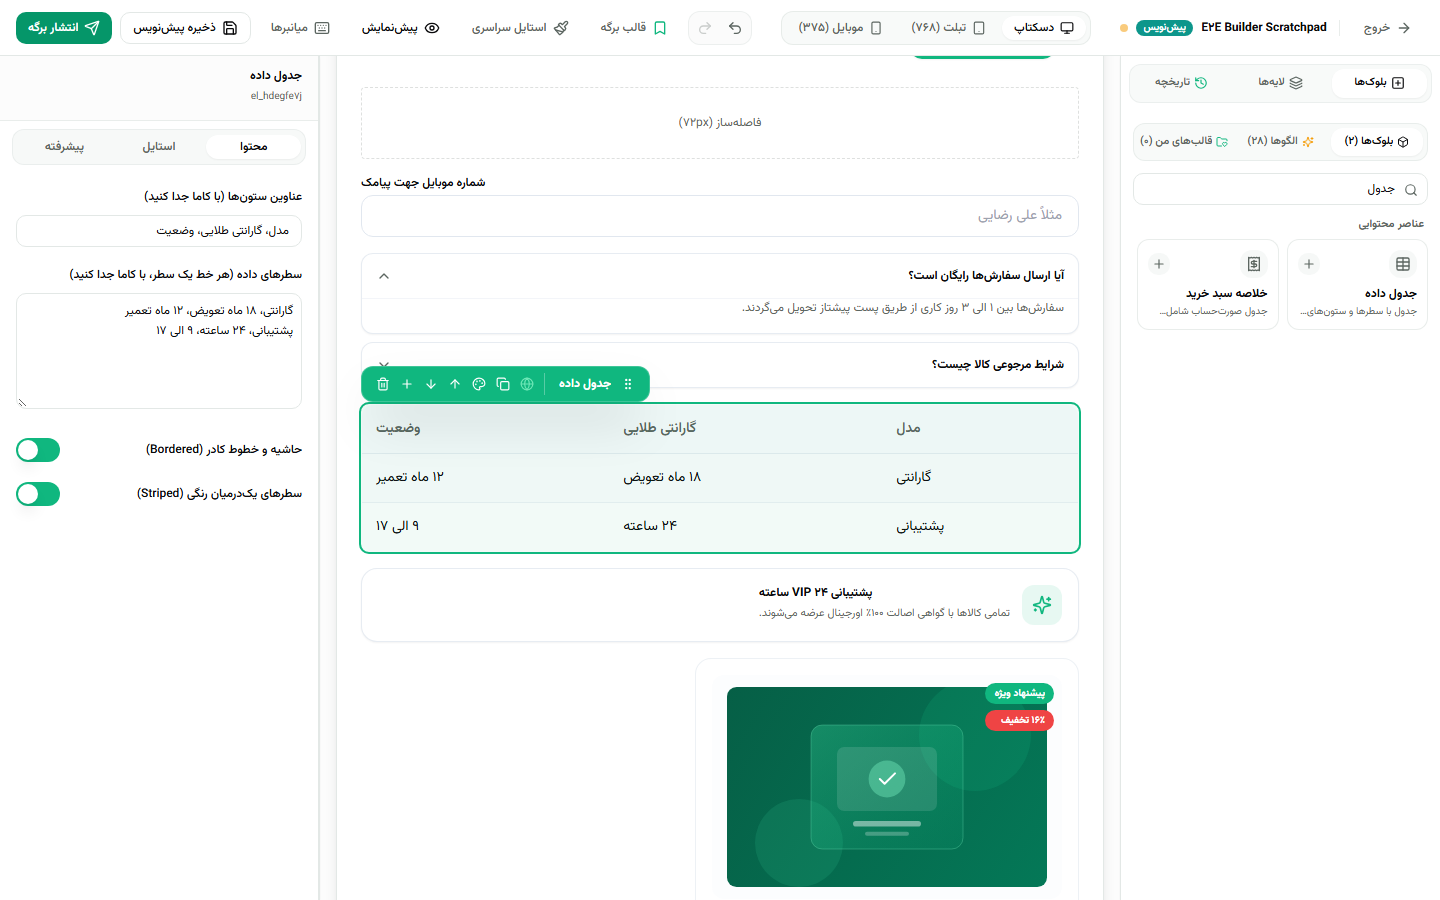 خروج
E2E Builder Scratchpad
پیش‌نویس
دسکتاپ
تبلت (۷۶۸)
موبایل (۳۷۵)
قالب برگه
استایل سراسری
پیش‌نمایش
میانبرها
ذخیره پیش‌نویس
انتشار برگه
بلوک‌ها
لایه‌ها
تاریخچه
بلوک‌ها (۲)
الگوها (۲۸)
قالب‌های من (۰)
جدول
عناصر محتوایی
جدول داده
جدول با سطرها و ستون‌های...
خلاصه سبد خرید
جدول صورت‌حساب شامل...
فاصله‌ساز (۷۲px)
شماره موبایل جهت پیامک
مثلاً علی رضایی
آیا ارسال سفارش‌ها رایگان است؟
سفارش‌ها بین ۱ الی ۳ روز کاری از طریق پست پیشتاز تحویل می‌گردند.
شرایط مرجوعی کالا چیست؟
جدول داده
مدل گارانتی طلایی وضعیت
گارانتی ۱۸ ماه تعویض ۱۲ ماه تعمیر
پشتیبانی ۲۴ ساعته ۹ الی ۱۷
پشتیبانی ۲۴ VIP ساعته
تمامی کالاها با گواهی اصالت ۱۰۰٪ اورجینال عرضه می‌شوند.
پیشنهاد ویژه
۱۶٪ تخفیف
جدول داده
el_hdegfe7j
محتوا
استایل
پیشرفته
عناوین ستون‌ها (با کاما جدا کنید)
مدل، گارانتی طلایی، وضعیت
سطرهای داده (هر خط یک سطر، با کاما جدا کنید)
گارانتی، ۱۸ ماه تعویض، ۱۲ ماه تعمیر
پشتیبانی، ۲۴ ساعته، ۹ الی ۱۷
حاشیه و خطوط کادر (Bordered)
سطرهای یک‌درمیان رنگی (Striped)